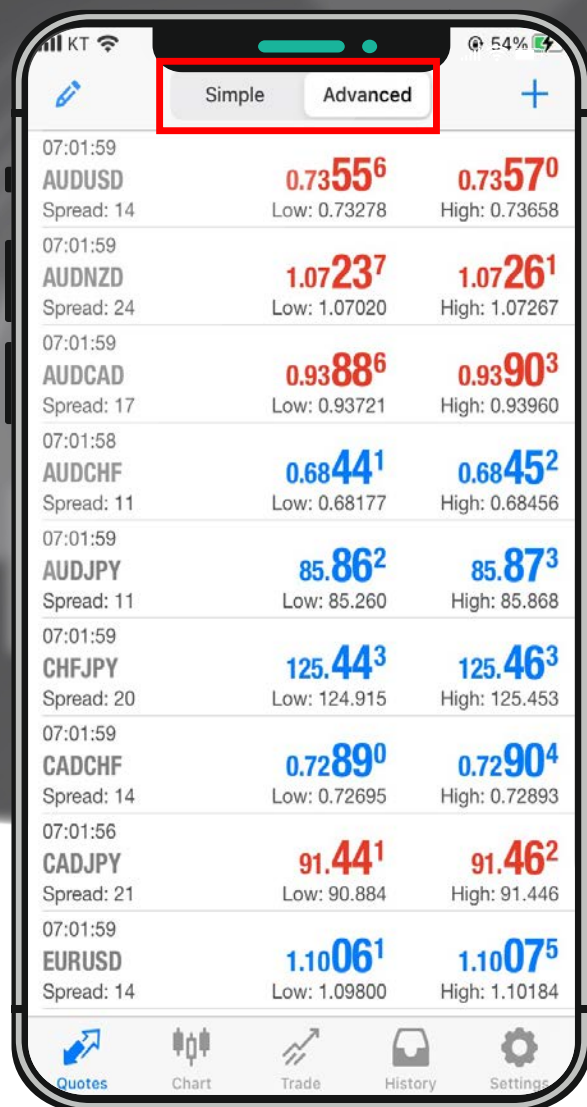 KT 54%
Simple Advanced
07:01:59
AUDUSD 0.73556 0.73570
Spread: 14 Low: 0.73278 High: 0.73658
07:01:59
AUDNZD 1.07237 1.07261
Spread: 24 Low: 1.07020 High: 1.07267
07:01:59
AUDCAD 0.93886 0.93903
Spread: 17 Low: 0.93721 High: 0.93960
07:01:58
AUDCHF 0.68441 0.68452
Spread: 11 Low: 0.68177 High: 0.68456
07:01:59
AUDJPY 85.862 85.873
Spread: 11 Low: 85.260 High: 85.868
07:01:59
CHFJPY 125.443 125.463
Spread: 20 Low: 124.915 High: 125.453
07:01:59
CADCHF 0.72890 0.72904
Spread: 14 Low: 0.72695 High: 0.72893
07:01:56
CADJPY 91.441 91.462
Spread: 21 Low: 90.884 High: 91.446
07:01:59
EURUSD 1.10061 1.10075
Spread: 14 Low: 1.09800 High: 1.10184
Quotes Chart Trade History Settings